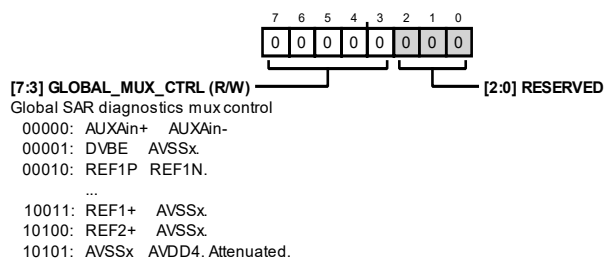 7 6 5 4 3 2 1 0
0 0 0 0 0 0 0 0
[7:3] GLOBAL_MUX_CTRL (R/W) [2:0] RESERVED
Global SAR diagnostics mux control
00000: AUXAin+ AUXAin-
00001: DVBE AVSSx.
00010: REF1P REF1N.
...
10011: REF1+ AVSSx.
10100: REF2+ AVSSx.
10101: AVSSx AVDD4. Attenuated.